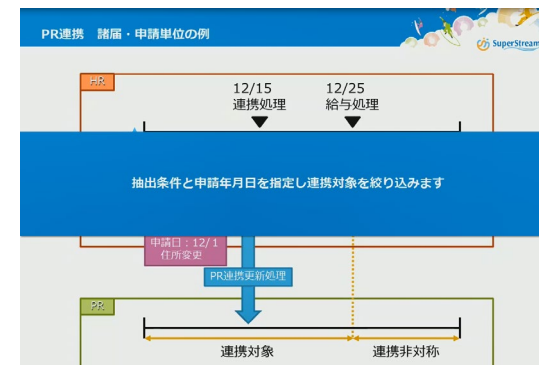 PR連携 諸届・申請単位の例
SuperStream
HR
12/15
連携処理
12/25
給与処理
抽出条件と申請年月日を指定し連携対象を絞り込みます
申請日:12/1
住所変更
PR連携更新処理
PR
連携対象
連携非対称